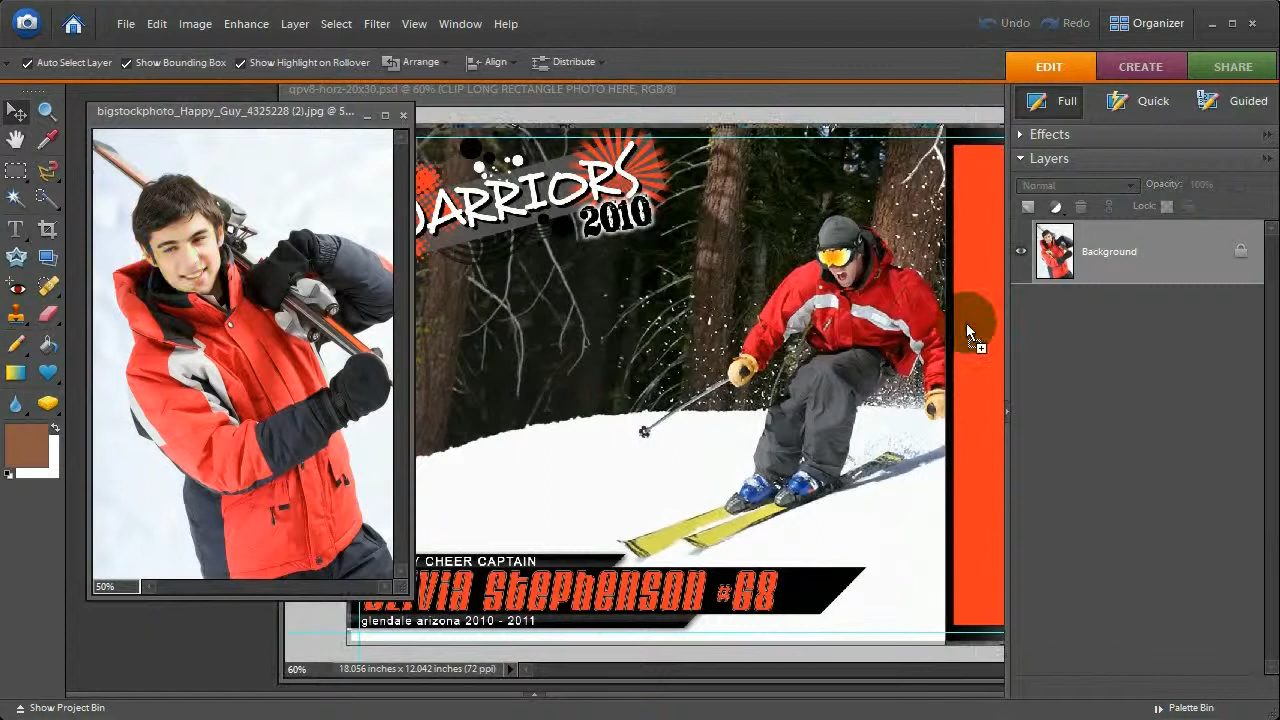 File Edit Image Enhance Layer Select Filter View Window Help
Undo Redo Organizer
Auto Select Layer Show Bounding Box Show Highlight on Rollover Arrange Align Distribute
EDIT CREATE SHARE
qpv8-horz-20x30.psd @ 60% (CLIP LONG RECTANGLE PHOTO HERE, RGB/8)
bigstockphoto_Happy_Guy_4325228 (2).jpg @ 5...
Full Quick Guided
Effects
Layers
Normal Opacity: 100%
Lock:
Background
WARRIORS
2010
Y CHEER CAPTAIN
Olivia Stephenson #68
glendale arizona 2010 - 2011
50%
60% 18.056 inches x 12.042 inches (72 ppi)
Show Project Bin
Palette Bin